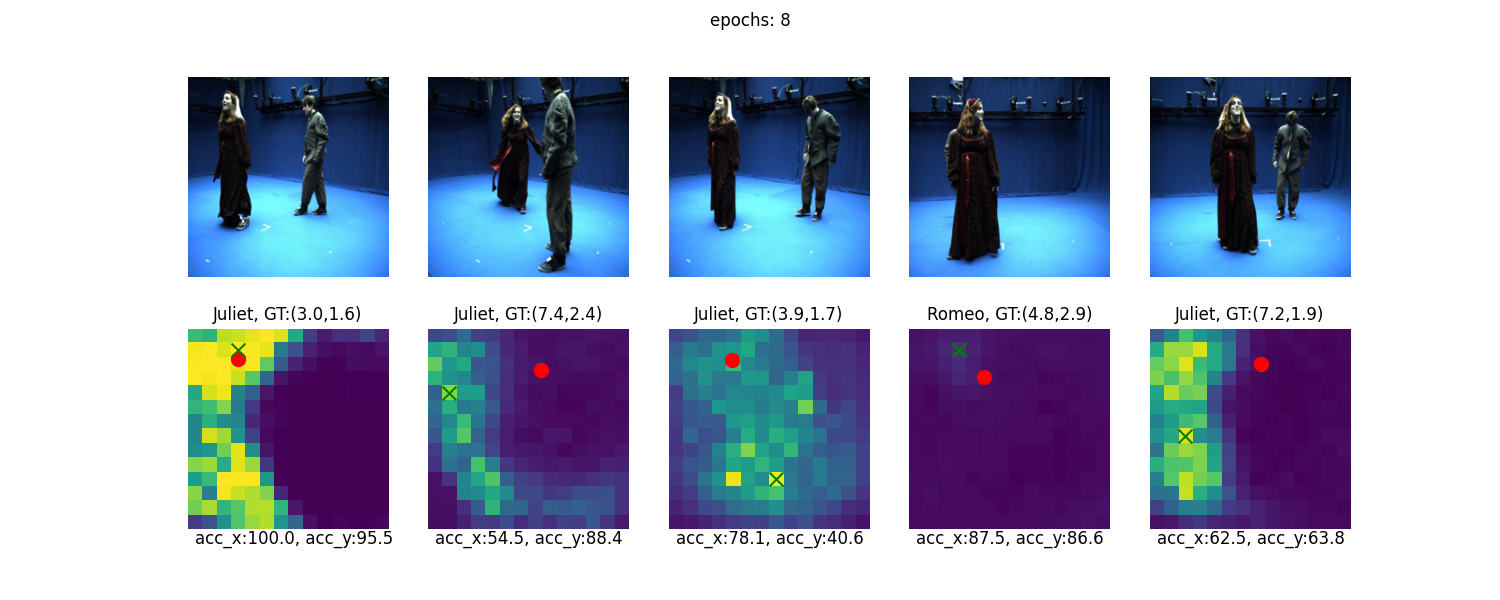 epochs: 8
Juliet, GT:(3.0,1.6)
Juliet, GT:(7.4,2.4)
Juliet, GT:(3.9,1.7)
Romeo, GT:(4.8,2.9)
Juliet, GT:(7.2,1.9)
acc_x:100.0, acc_y:95.5
acc_x:54.5, acc_y:88.4
acc_x:78.1, acc_y:40.6
acc_x:87.5, acc_y:86.6
acc_x:62.5, acc_y:63.8